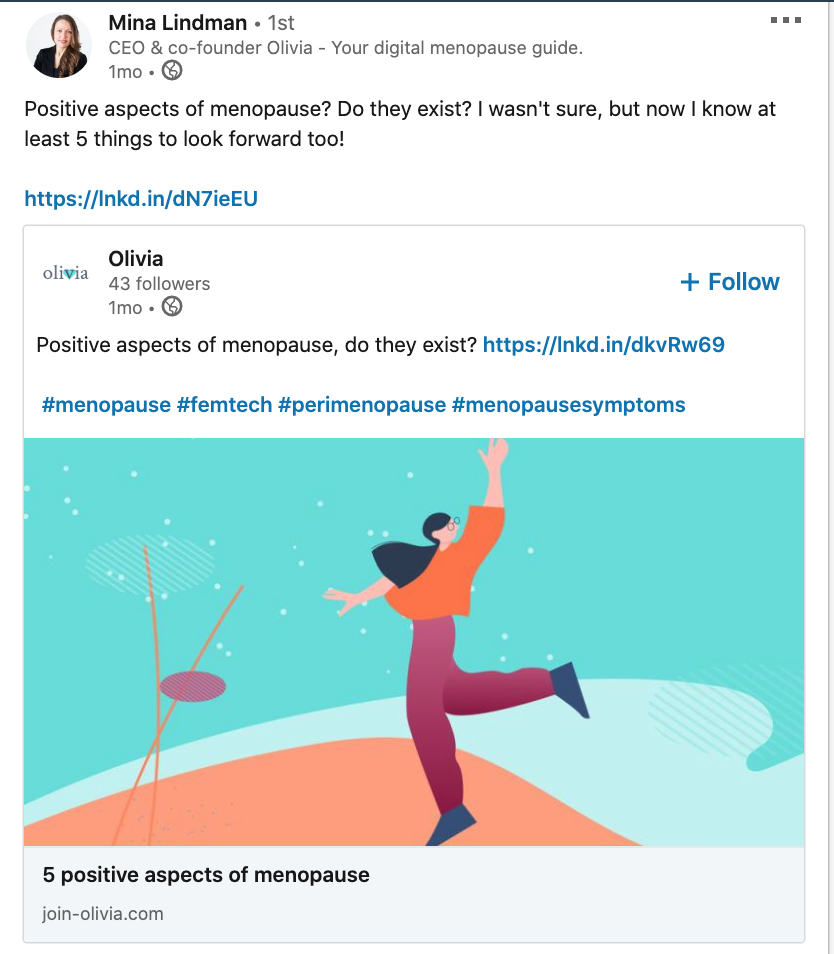 Mina Lindman • 1st
CEO & co-founder Olivia - Your digital menopause guide.
1mo •
Positive aspects of menopause? Do they exist? I wasn't sure, but now I know at
least 5 things to look forward too!
https://lnkd.in/dN7ieEU
olivia
Olivia
43 followers
1mo •
+ Follow
Positive aspects of menopause, do they exist? https://lnkd.in/dkvRw69
#menopause #femtech #perimenopause #menopausesymptoms
5 positive aspects of menopause
join-olivia.com